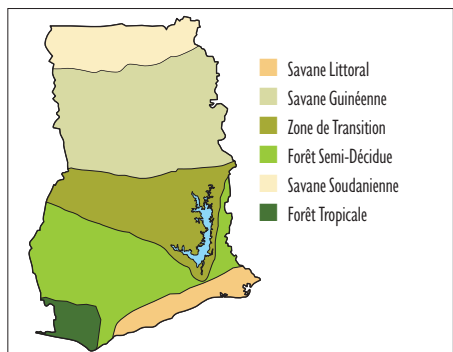 Savane Littoral
Savane Guinéenne
Zone de Transition
Forêt Semi-Décidue
Savane Soudanienne
Forêt Tropicale